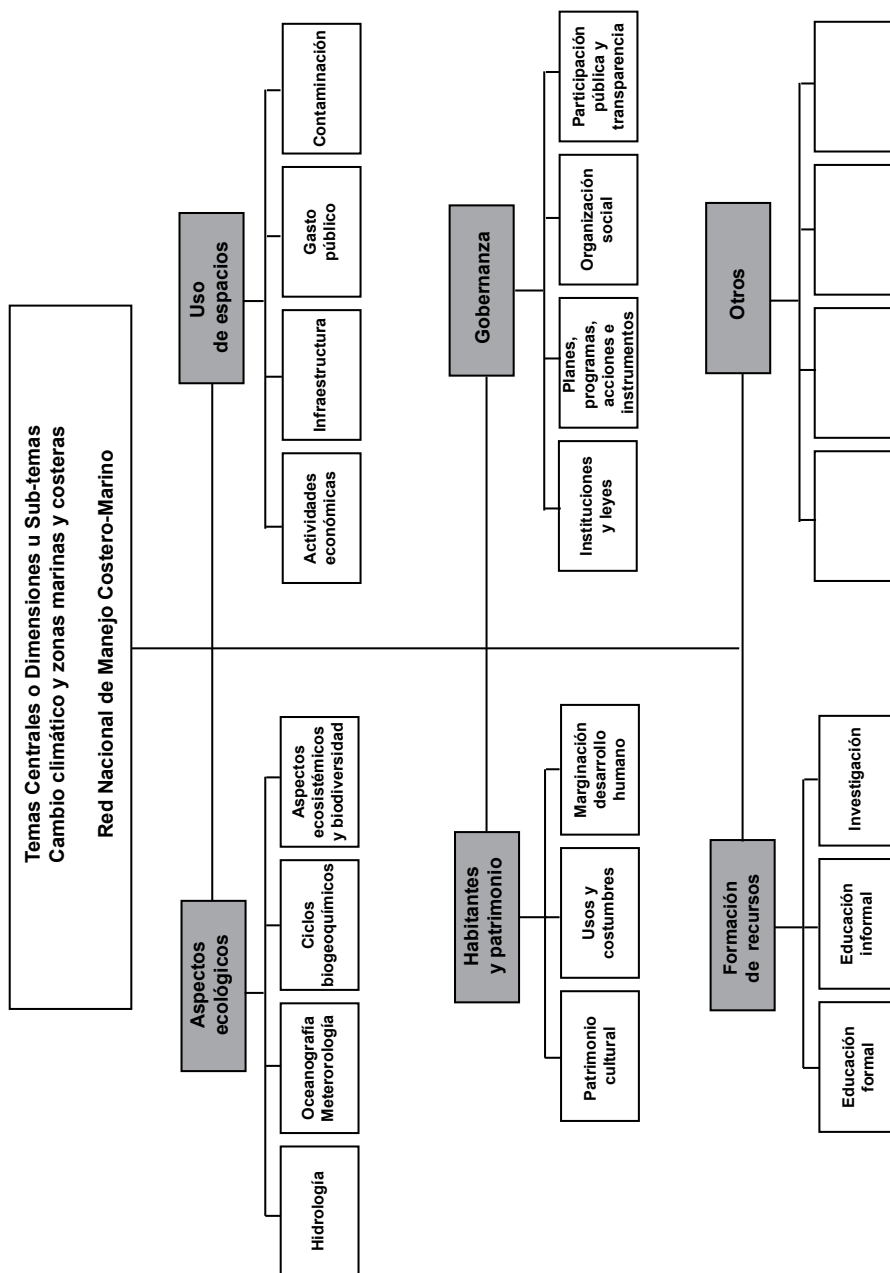 Temas Centrales o Dimensiones u Sub-temas
Cambio climático y zonas marinas y costeras
Red Nacional de Manejo Costero-Marino
Aspectos
ecológicos
Hidrología
Oceanografía
Meterorología
Ciclos
biogeoquímicos
Aspectos
ecosistémicos
y biodiversidad
Uso
de espacios
Actividades
económicas
Infraestructura
Gasto
público
Contaminación
Habitantes
y patrimonio
Patrimonio
cultural
Usos y
costumbres
Marginación
desarrollo
humano
Gobernanza
Instituciones
y leyes
Planes,
programas,
acciones e
instrumentos
Organización
social
Participación
pública y
transparencia
Formación
de recursos
Educación
formal
Educación
informal
Investigación
Otros